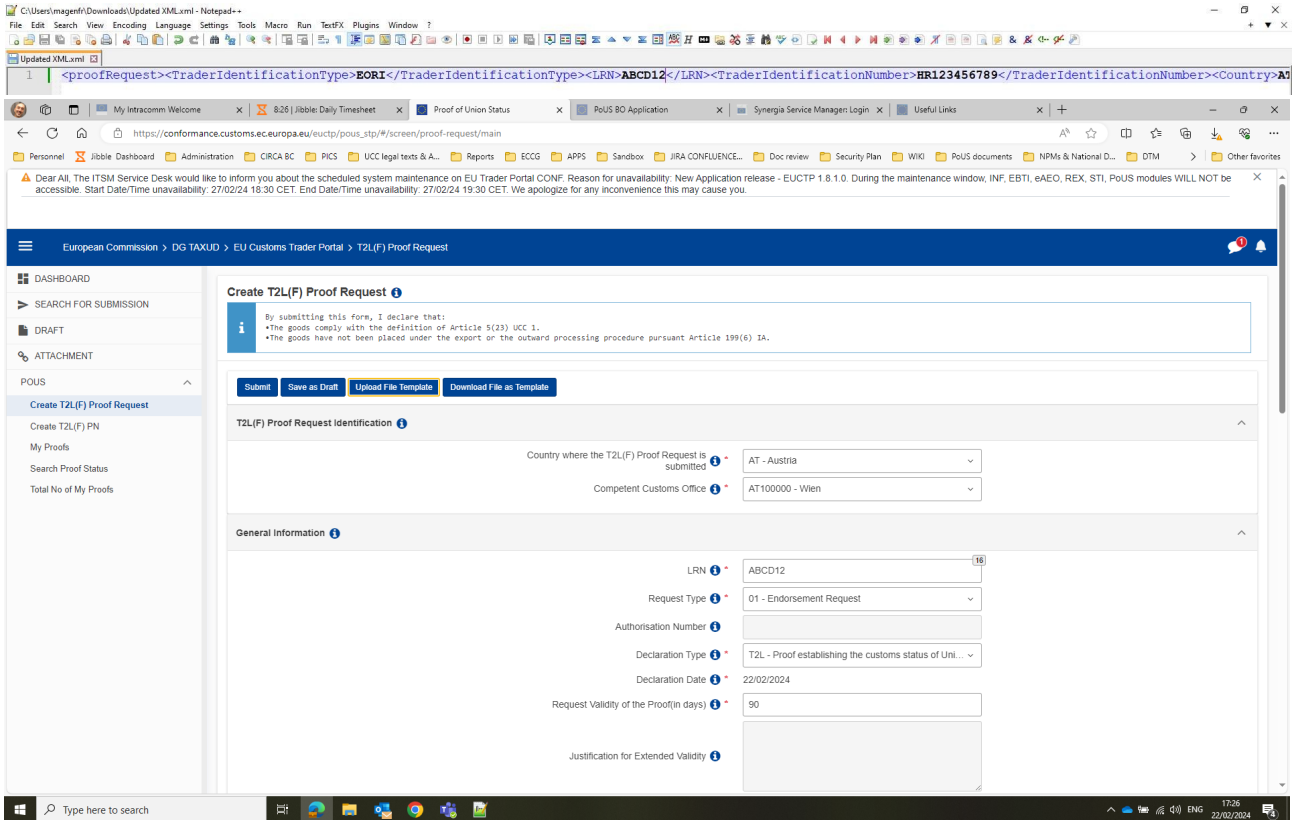 C:\Users\magenfr\Downloads\Updated XML.xml - Notepad++
File Edit Search View Encoding Language Settings Tools Macro Run TextFX Plugins Window ?
Updated XML.xml
1 <proofRequest><TraderIdentificationType>EORI</TraderIdentificationType><LRN>ABCD12</LRN><TraderIdentificationNumber>HR123456789</TraderIdentificationNumber><Country>AT
My Intracomm Welcome
8:26 | Jibble: Daily Timesheet
Proof of Union Status
PoUS BO Application
Synergia Service Manager: Login
Useful Links
https://conformance.customs.ec.europa.eu/euctp/pous_stp/#/screen/proof-request/main
Personnel Jibble Dashboard Administration CIRCA BC PICS UCC legal texts & A... Reports ECCG APPS Sandbox JIRA CONFLUENCE... Doc review Security Plan WIKI PoUS documents NPMs & National D... DTM Other favorites
Dear All, The ITSM Service Desk would like to inform you about the scheduled system maintenance on EU Trader Portal CONF. Reason for unavailability: New Application release - EUCTP 1.8.1.0. During the maintenance window, INF, EBTI, eAEO, REX, STI, PoUS modules WILL NOT be
accessible. Start Date/Time unavailability: 27/02/24 18:30 CET. End Date/Time unavailability: 27/02/24 19:30 CET. We apologize for any inconvenience this may cause you.
European Commission > DG TAXUD > EU Customs Trader Portal > T2L(F) Proof Request
1
DASHBOARD
SEARCH FOR SUBMISSION
DRAFT
ATTACHMENT
POUS
Create T2L(F) Proof Request
Create T2L(F) PN
My Proofs
Search Proof Status
Total No of My Proofs
Create T2L(F) Proof Request
By submitting this form, I declare that:
•The goods comply with the definition of Article 5(23) UCC 1.
•The goods have not been placed under the export or the outward processing procedure pursuant Article 199(6) IA.
Submit Save as Draft Upload File Template Download File as Template
T2L(F) Proof Request Identification
Country where the T2L(F) Proof Request is
submitted * AT - Austria
Competent Customs Office * AT100000 - Wien
General Information
16
LRN * ABCD12
Request Type * 01 - Endorsement Request
Authorisation Number
Declaration Type * T2L - Proof establishing the customs status of Uni...
Declaration Date * 22/02/2024
Request Validity of the Proof(in days) * 90
Justification for Extended Validity
Type here to search
ENG
17:26
22/02/2024
4